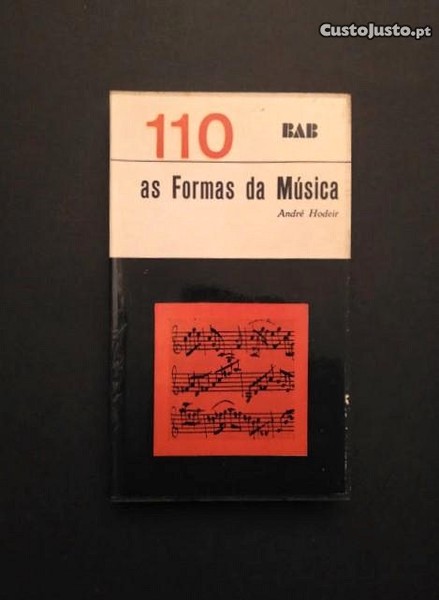 CustoJusto.pt
110 BAB
as Formas da Música
André Hodeir